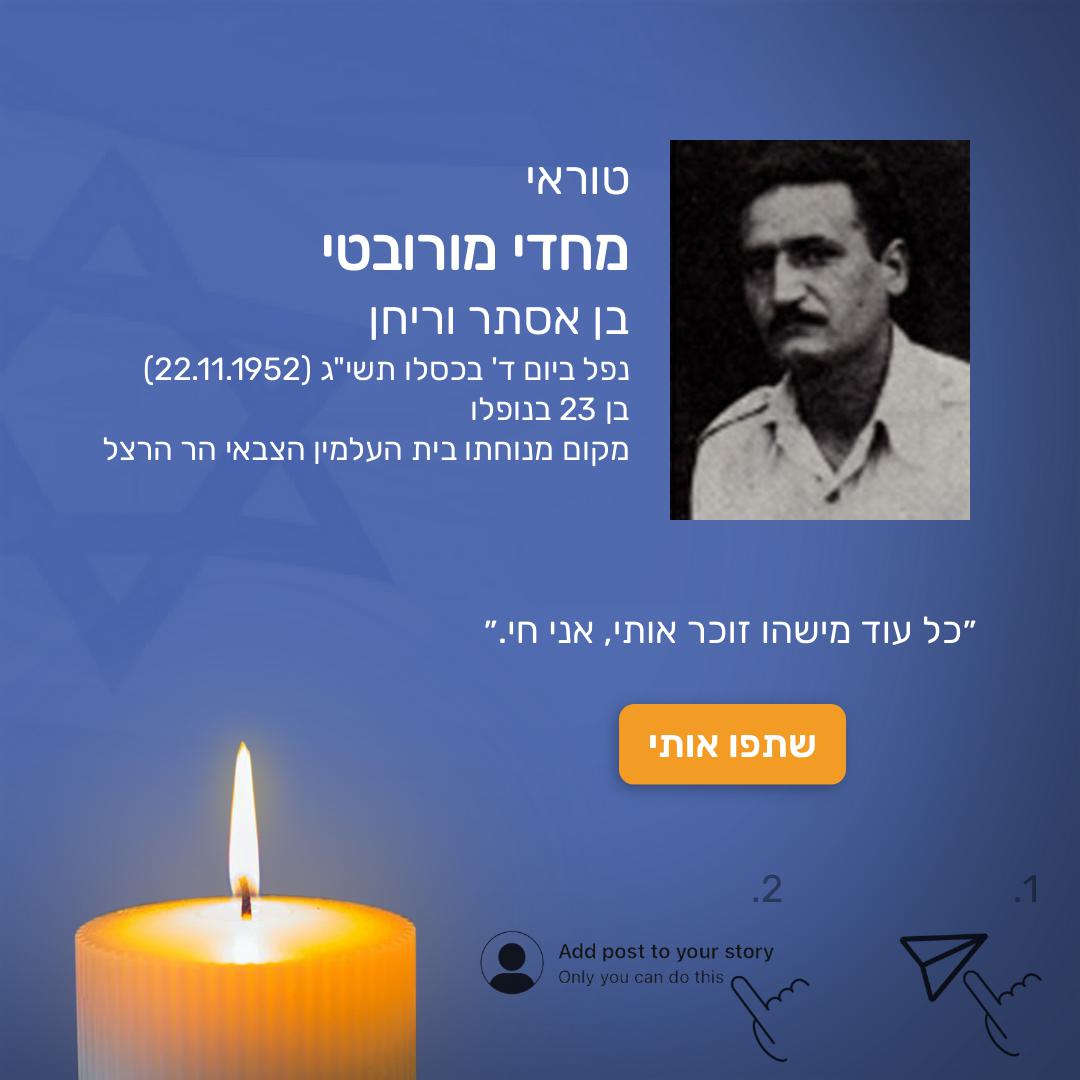 טוראי
מחדי מורובטי
בן אסתר וריחן
נפל ביום ד' בכסלו תשי"ג (22.11.1952)
בן 23 בנופלו
מקום מנוחתו בית העלמין הצבאי הר הרצל
״כל עוד מישהו זוכר אותי, אני חי.״
שתפו אותי
1.
2.
Add post to your story
Only you can do this